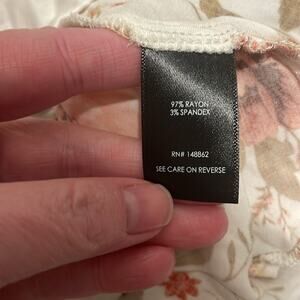 97% RAYON
3% SPANDEX
RN# 148862
SEE CARE ON REVERSE